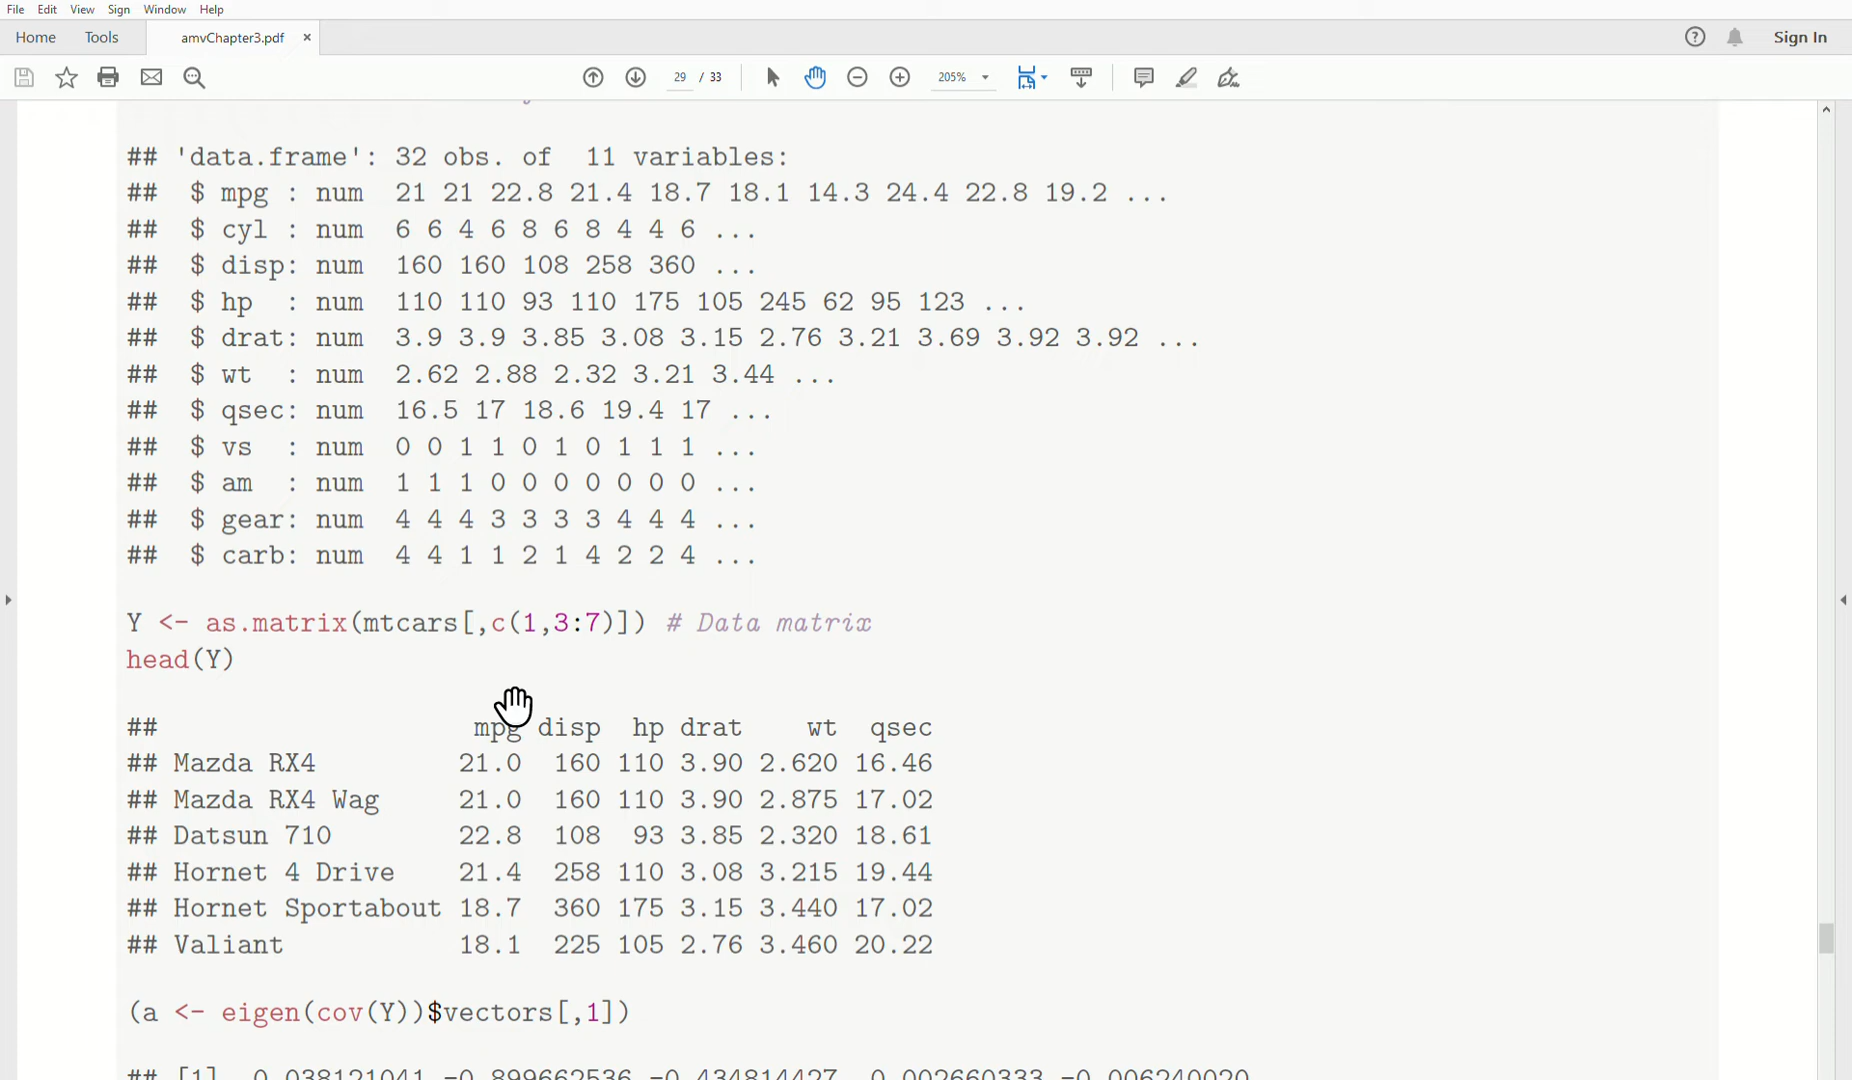 File Edit View Sign Window Help
Home Tools amvChapter3.pdf × Sign In
29 / 33 205%
## 'data.frame': 32 obs. of 11 variables:
## $ mpg : num 21 21 22.8 21.4 18.7 18.1 14.3 24.4 22.8 19.2 ...
## $ cyl : num 6 6 4 6 8 6 8 4 4 6 ...
## $ disp: num 160 160 108 258 360 ...
## $ hp : num 110 110 93 110 175 105 245 62 95 123 ...
## $ drat: num 3.9 3.9 3.85 3.08 3.15 2.76 3.21 3.69 3.92 3.92 ...
## $ wt : num 2.62 2.88 2.32 3.21 3.44 ...
## $ qsec: num 16.5 17 18.6 19.4 17 ...
## $ vs : num 0 0 1 1 0 1 0 1 1 1 ...
## $ am : num 1 1 1 0 0 0 0 0 0 0 ...
## $ gear: num 4 4 4 3 3 3 3 4 4 4 ...
## $ carb: num 4 4 1 1 2 1 4 2 2 4 ...
Y <- as.matrix(mtcars[,c(1,3:7)]) # Data matrix
head(Y)
## mpg disp hp drat wt qsec
## Mazda RX4 21.0 160 110 3.90 2.620 16.46
## Mazda RX4 Wag 21.0 160 110 3.90 2.875 17.02
## Datsun 710 22.8 108 93 3.85 2.320 18.61
## Hornet 4 Drive 21.4 258 110 3.08 3.215 19.44
## Hornet Sportabout 18.7 360 175 3.15 3.440 17.02
## Valiant 18.1 225 105 2.76 3.460 20.22
(a <- eigen(cov(Y))$vectors[,1])
## [1] 0.038121041 -0.899662536 -0.434814427 0.002660333 -0.006240020